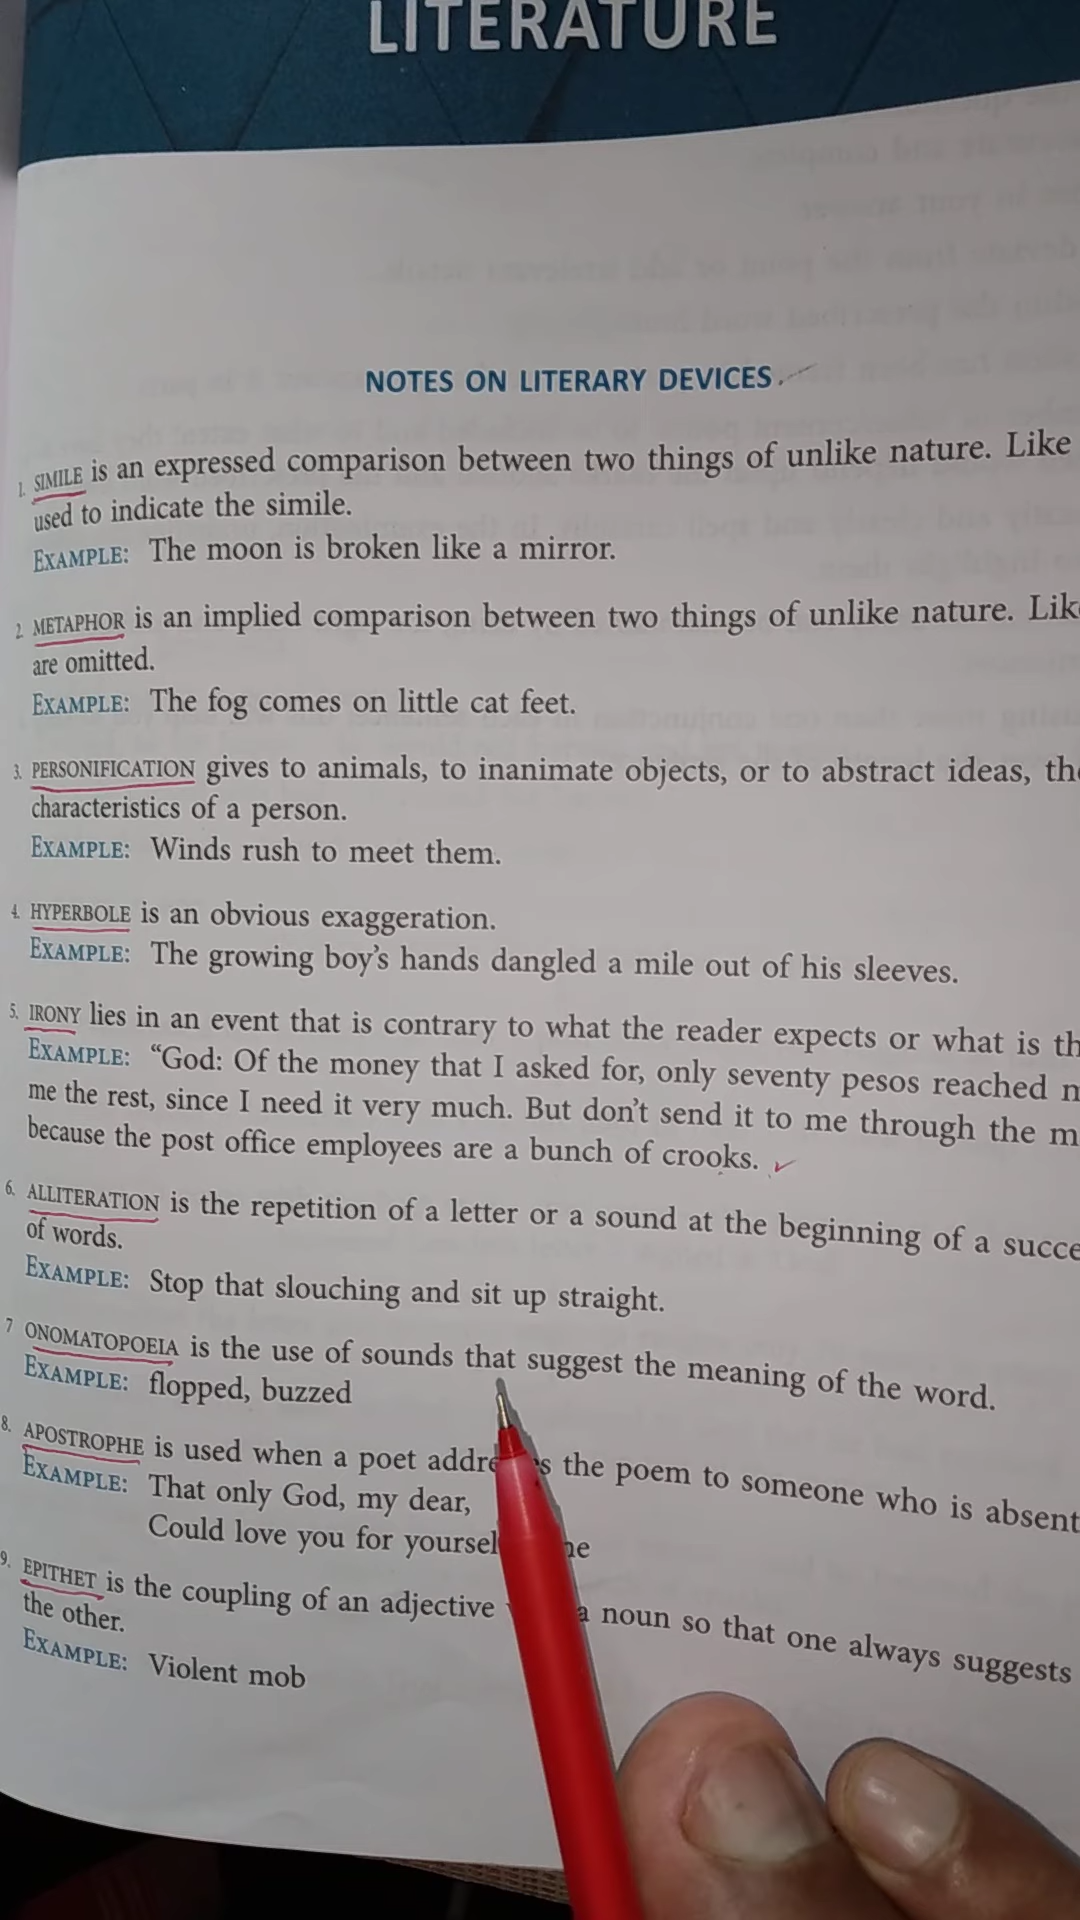 LITERATURE
NOTES ON LITERARY DEVICES
1. SIMILE is an expressed comparison between two things of unlike nature. Like
used to indicate the simile.
EXAMPLE: The moon is broken like a mirror.
2. METAPHOR is an implied comparison between two things of unlike nature.
are omitted.
EXAMPLE: The fog comes on little cat feet.
3. PERSONIFICATION gives to animals, to inanimate objects, or to abstract ideas,
characteristics of a person.
EXAMPLE: Winds rush to meet them.
4. HYPERBOLE is an obvious exaggeration.
EXAMPLE: The growing boy's hands dangled a mile out of his sleeves.
5. IRONY lies in an event that is contrary to what the reader expects or what is
EXAMPLE: “God: Of the money that I asked for, only seventy pesos reached
me the rest, since I need it very much. But don't send it to me through the
because the post office employees are a bunch of crooks.
6. ALLITERATION is the repetition of a letter or a sound at the beginning of a
of words.
EXAMPLE: Stop that slouching and sit up straight.
7 ONOMATOPOEIA is the use of sounds that suggest the meaning of the word.
EXAMPLE: flopped, buzzed
8. APOSTROPHE is used when a poet the poem to someone who is absent
EXAMPLE: That only God, my dear,
Could love you for
9. EPITHET is the coupling of an adjective a noun so that one always suggests
the other.
EXAMPLE: Violent mob